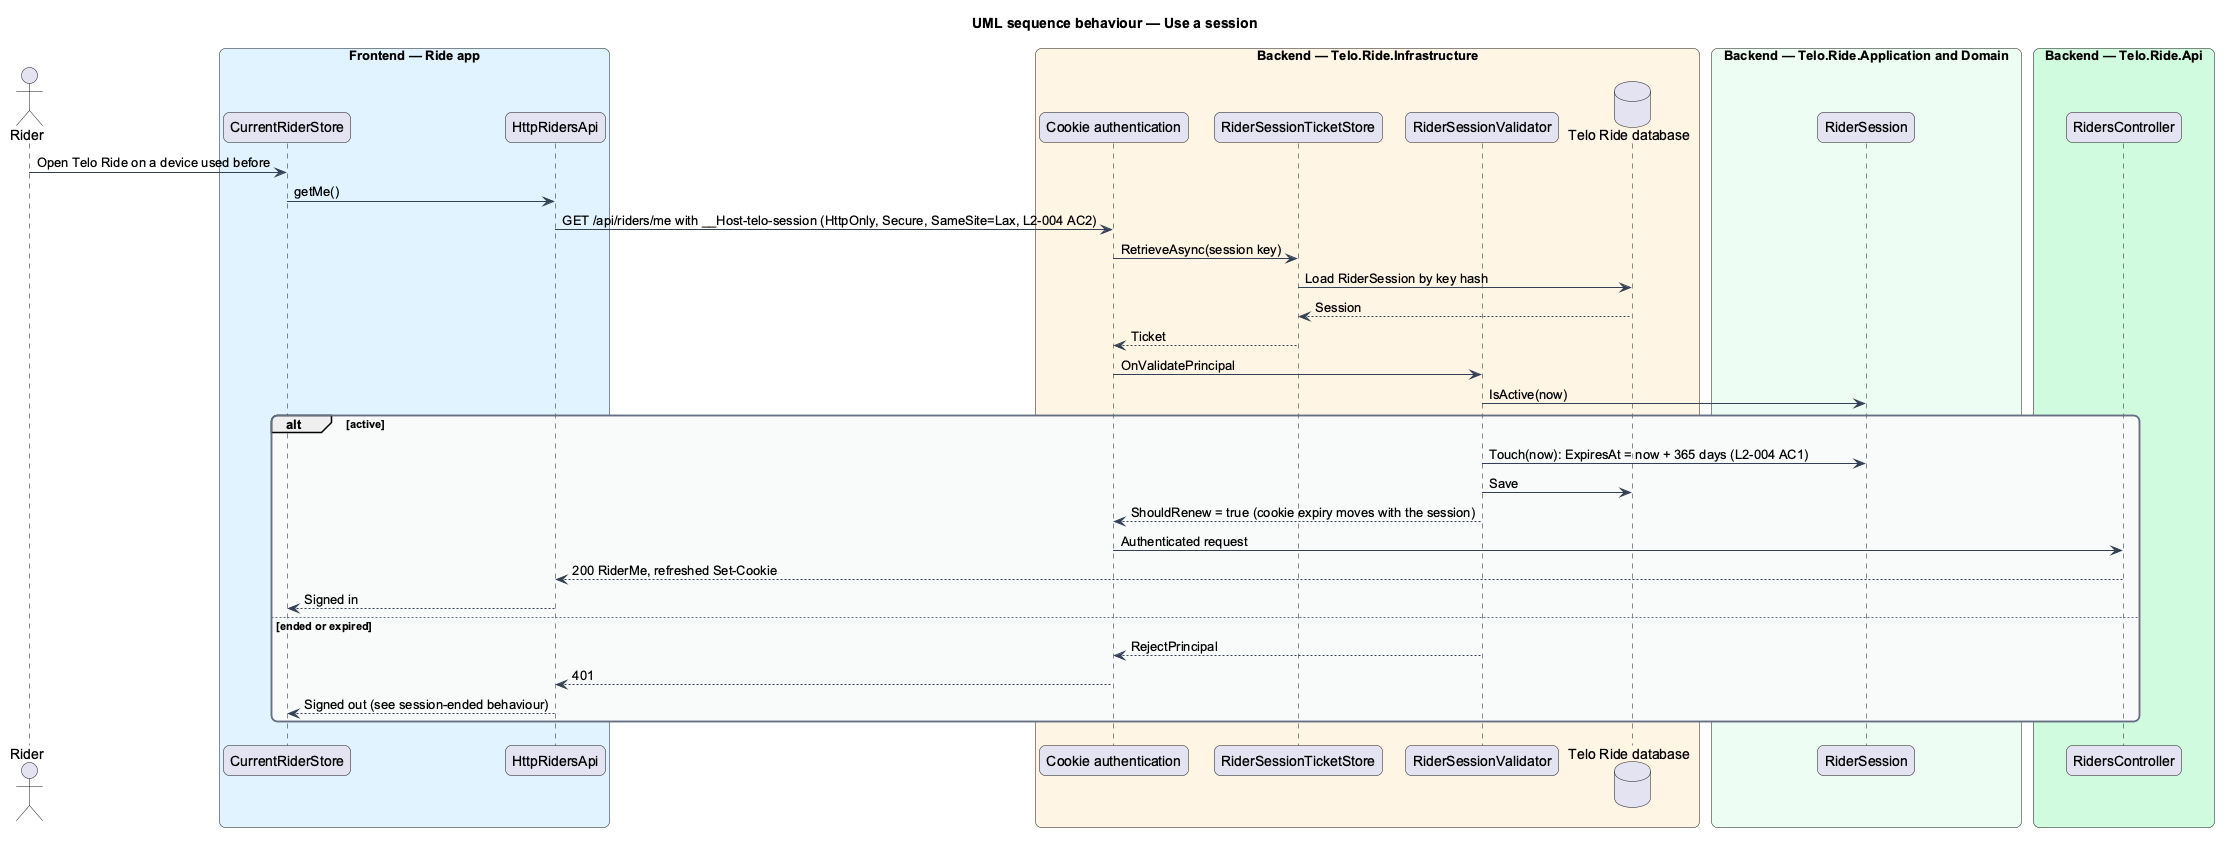 UML sequence behaviour — Use a session
Frontend — Ride app
Backend — Telo.Ride.Infrastructure
Backend — Telo.Ride.Application and Domain
Backend — Telo.Ride.Api
Rider
CurrentRiderStore
HttpRidersApi
Cookie authentication
RiderSessionTicketStore
RiderSessionValidator
Telo Ride database
RiderSession
RidersController
Open Telo Ride on a device used before
getMe()
GET /api/riders/me with __Host-telo-session (HttpOnly, Secure, SameSite=Lax, L2-004 AC2)
RetrieveAsync(session key)
Load RiderSession by key hash
Session
Ticket
OnValidatePrincipal
IsActive(now)
alt
[active]
Touch(now): ExpiresAt = now + 365 days (L2-004 AC1)
Save
ShouldRenew = true (cookie expiry moves with the session)
Authenticated request
200 RiderMe, refreshed Set-Cookie
Signed in
[ended or expired]
RejectPrincipal
401
Signed out (see session-ended behaviour)
Rider
CurrentRiderStore
HttpRidersApi
Cookie authentication
RiderSessionTicketStore
RiderSessionValidator
Telo Ride database
RiderSession
RidersController